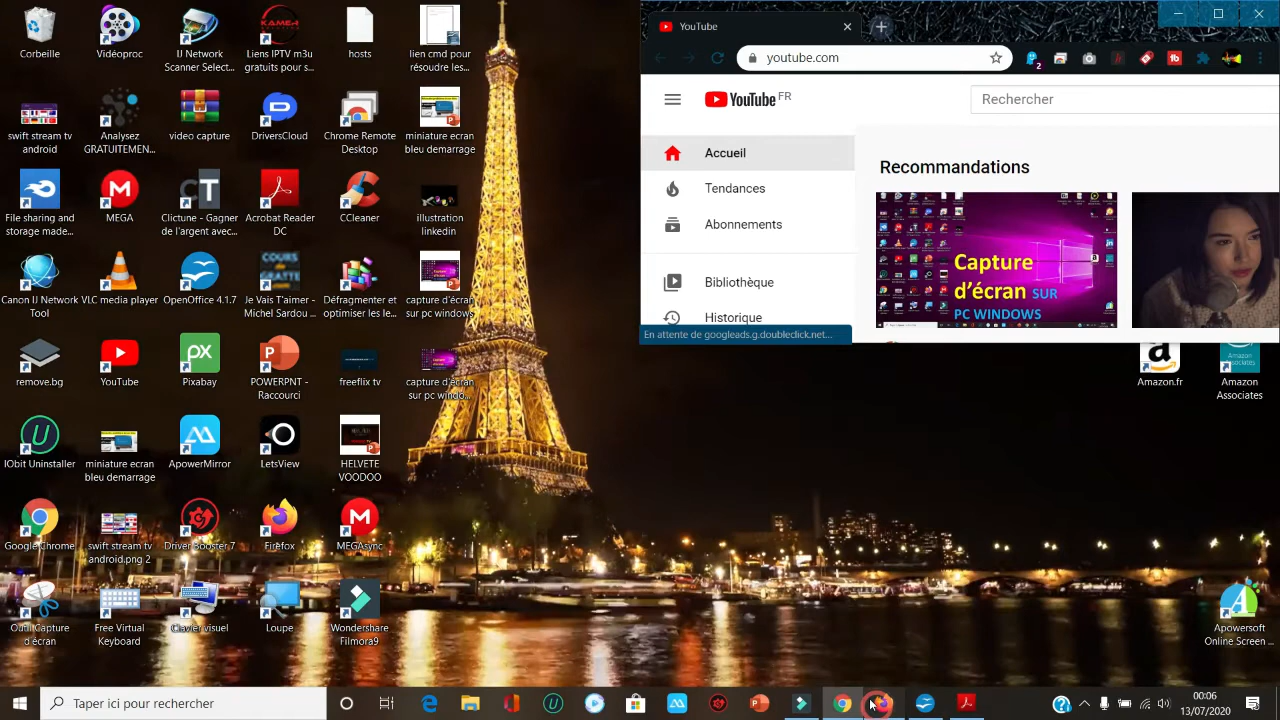 Corbeille
Vidéoproc
IJ Network
Scanner Select...
Liens IPTV m3u
gratuits pour s...
hosts
lien cmd pour
résoudre les...
swift stream tv
android
Analysez
GRATUITEMEN...
video capture
DriversCloud
Chrome Remote
Desktop
miniature ecran
bleu demarrage
File sharing and
storage made...
MEGA
Clictune - Gagner
de l'argent avec...
Acrobat Reader
DC
CCleaner
illustration
linkedin
Canon IJ Network
Tool
VLC media player
OpenOffice 4.1.7
Je Vais T'aimer -
Michel Sardou ...
Défragmenter et
optimiser les le...
capture d'écran
sur pc windows
remove.bg
YouTube
Pixabay
POWERPNT -
Raccourci
freeflix tv
capture d'écran
sur pc windo...
IObit Uninstaller
miniature ecran
bleu demarrage
ApowerMirror
LetsView
HELVETE
VOODOO
Google Chrome
swift stream tv
android.png 2
Driver Booster 7
Firefox
MEGAsync
Outil Capture
d'écran
Free Virtual
Keyboard
Clavier visuel
Loupe
Wondershare
Filmora9
YouTube
youtube.com
2
YouTube FR
Rechercher
Accueil
Tendances
Abonnements
Bibliothèque
Historique
En attente de googleads.g.doubleclick.net...
Recommandations
Capture
d'écran SUR
PC WINDOWS
Amazon.fr
Amazon
Associates
Apowersoft
Online Screen ...
Taper ici pour rechercher
00:06
13/07/2020